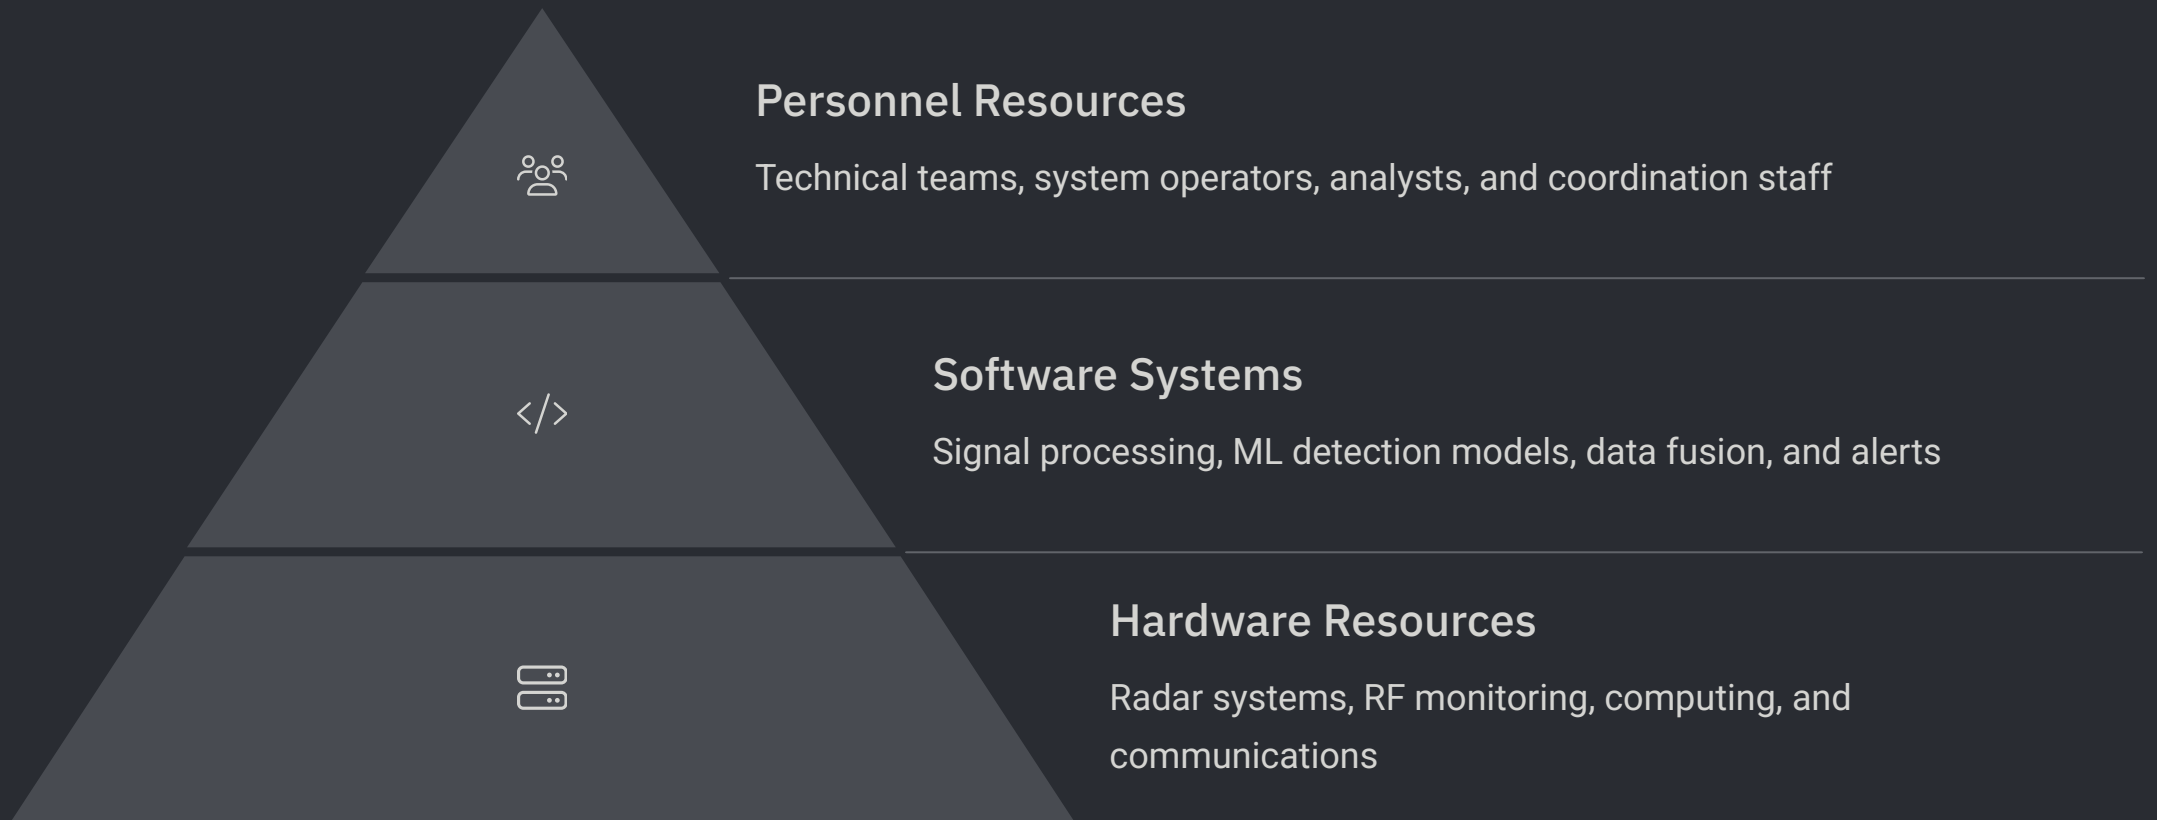 Personnel Resources
Technical teams, system operators, analysts, and coordination staff
Software Systems
Signal processing, ML detection models, data fusion, and alerts
Hardware Resources
Radar systems, RF monitoring, computing, and
communications